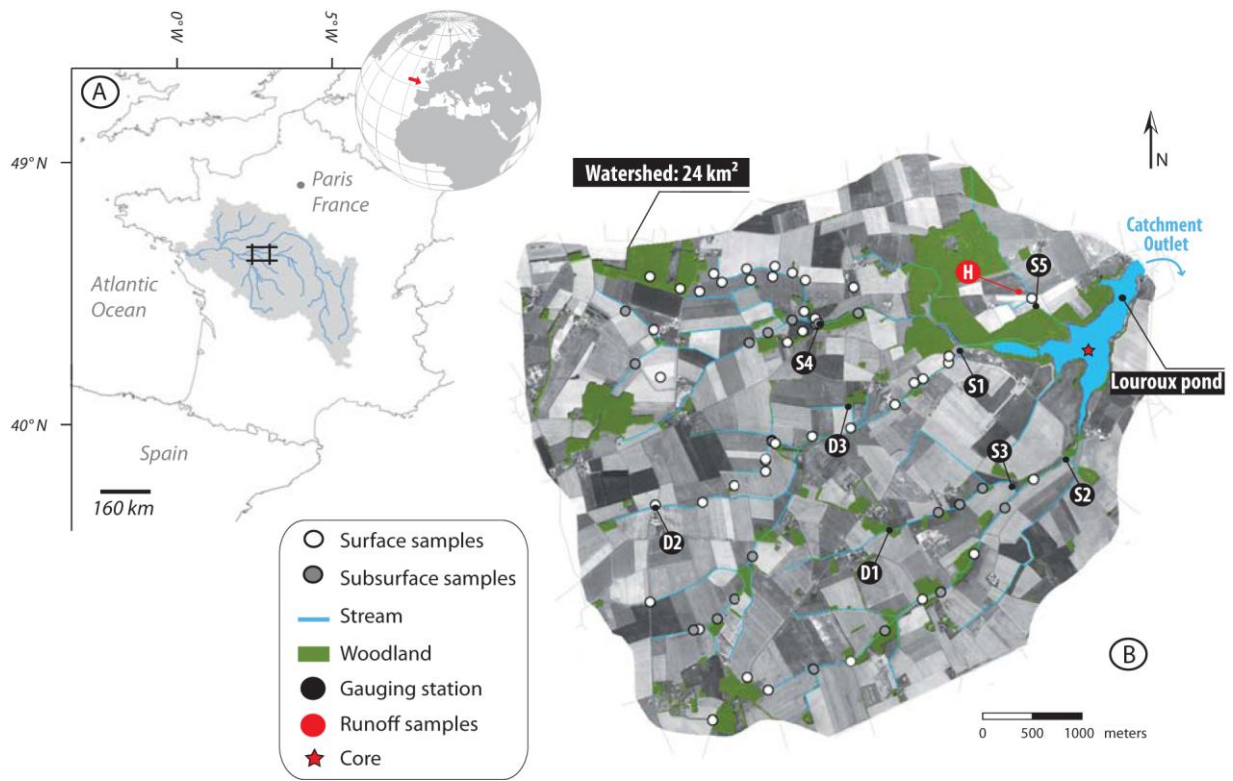 0° W
5° W
A
49° N
Paris
France
Atlantic
Ocean
40° N
Spain
160 km
Surface samples
Subsurface samples
Stream
Woodland
Gauging station
Runoff samples
Core
N
Watershed: 24 km²
Catchment
Outlet
S5
H
S4
S1
Louroux pond
D3
S3
S2
D2
D1
B
0 500 1000 meters